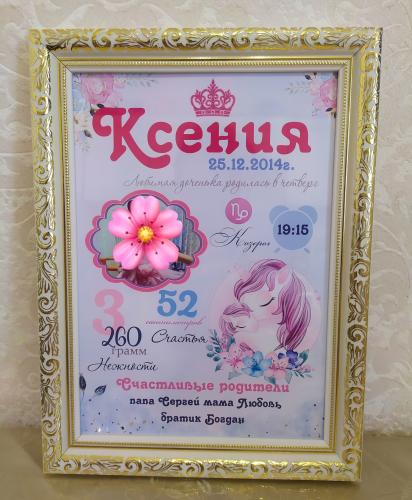 Ксения
25.12.2014г.
Любимая доченька родилась в четверг
Козерог
19:15
3
260
грамм
Нежности
52
сантиметров
Счастья
Счастливые родители
папа Сергей мама Любовь
братик Богдан